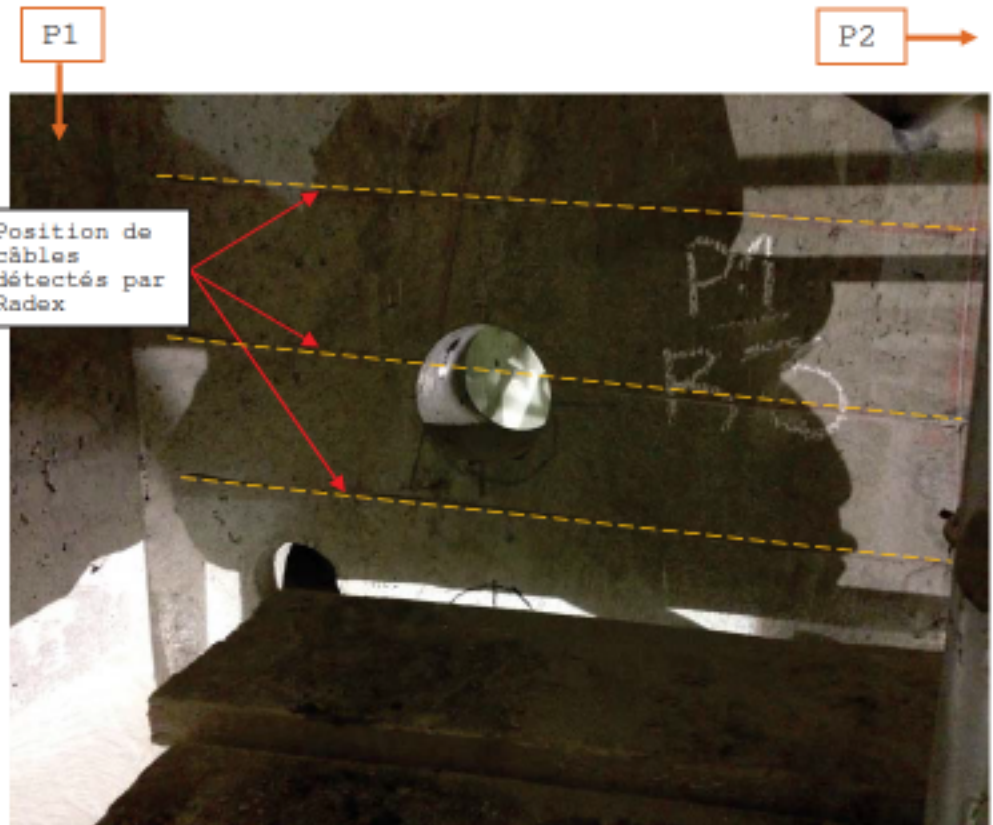 P1
P2
Position de
câbles
détectés par
Radex
P1